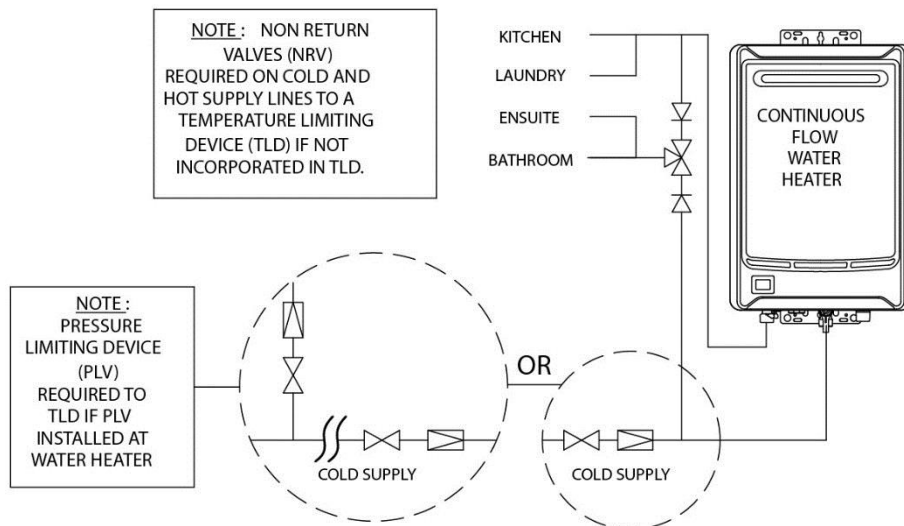 NOTE : NON RETURN
VALVES (NRV)
REQUIRED ON COLD AND
HOT SUPPLY LINES TO A
TEMPERATURE LIMITING
DEVICE (TLD) IF NOT
INCORPORATED IN TLD.
KITCHEN
LAUNDRY
ENSUITE
BATHROOM
CONTINUOUS
FLOW
WATER
HEATER
NOTE :
PRESSURE
LIMITING DEVICE
(PLV)
REQUIRED TO
TLD IF PLV
INSTALLED AT
WATER HEATER
OR
COLD SUPPLY
COLD SUPPLY